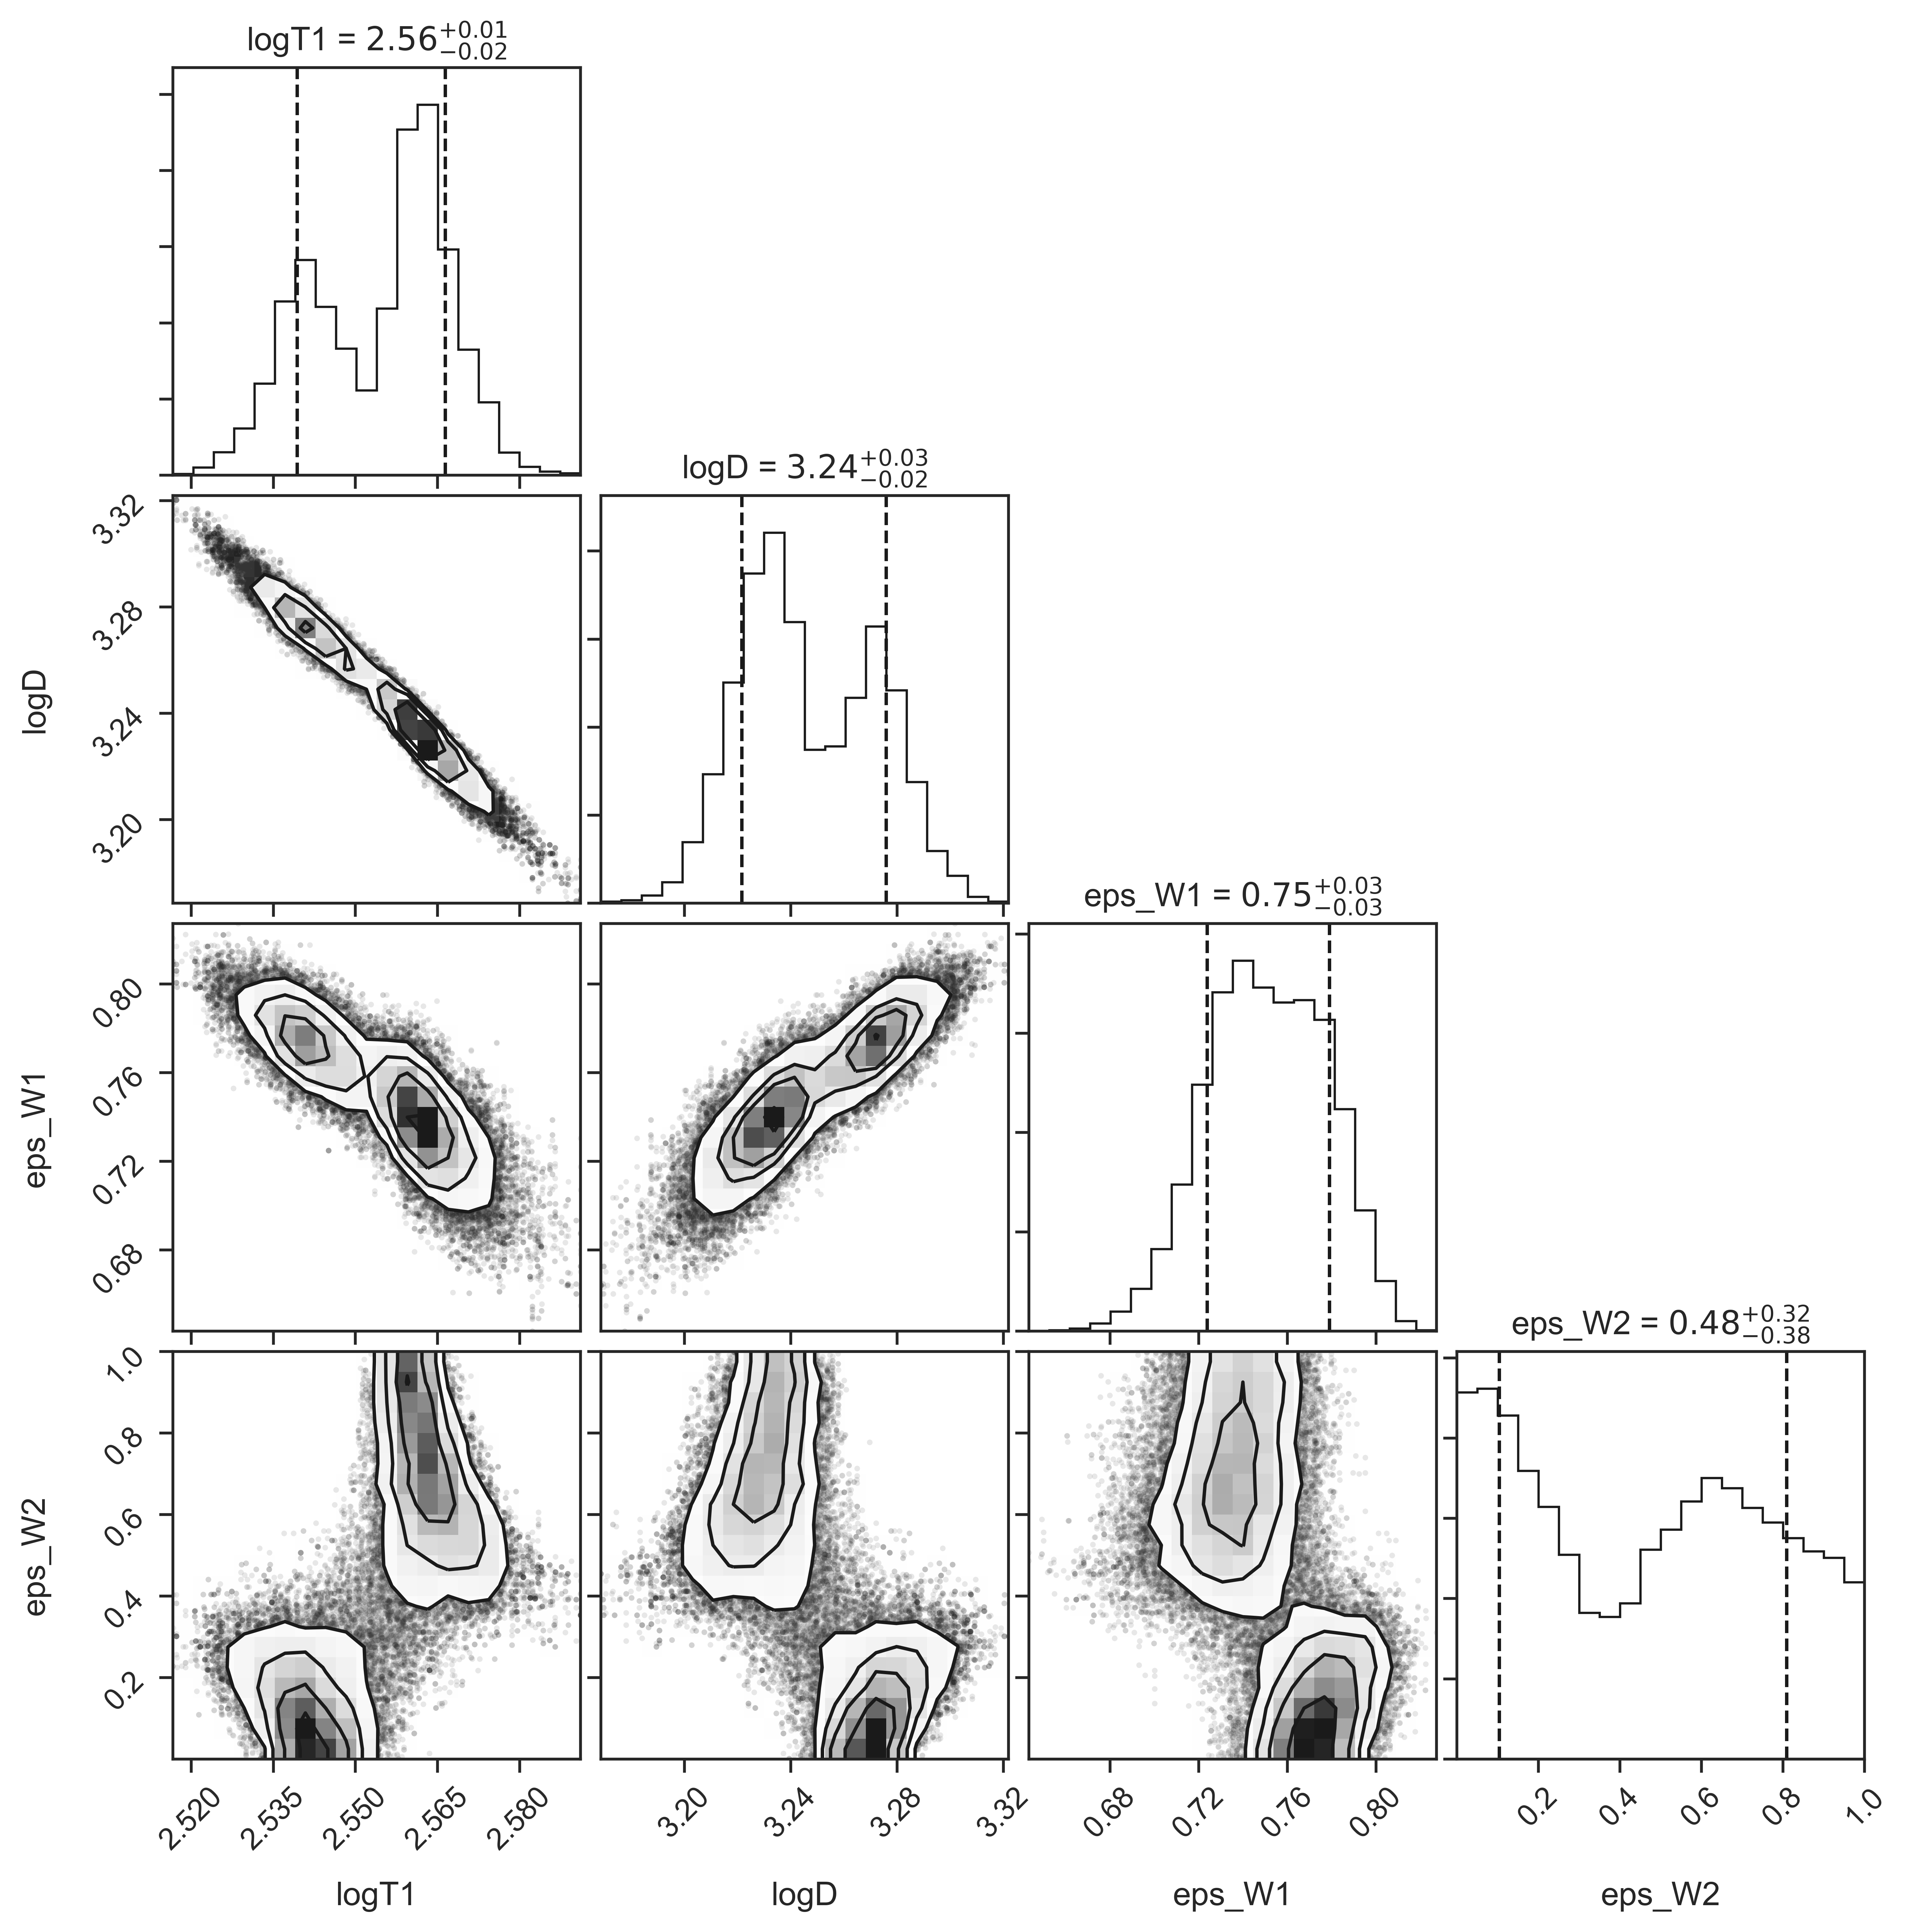 logT1 = 2.56+0.01−0.02
logD = 3.24+0.03−0.02
eps_W1 = 0.75+0.03−0.03
eps_W2 = 0.48+0.32−0.38
logD
3.32
3.28
3.24
3.20
eps_W1
0.80
0.76
0.72
0.68
eps_W2
1.0
0.8
0.6
0.4
0.2
2.520 2.535 2.550 2.565 2.580
3.20 3.24 3.28 3.32
0.68 0.72 0.76 0.80
0.2 0.4 0.6 0.8 1.0
logT1 logD eps_W1 eps_W2